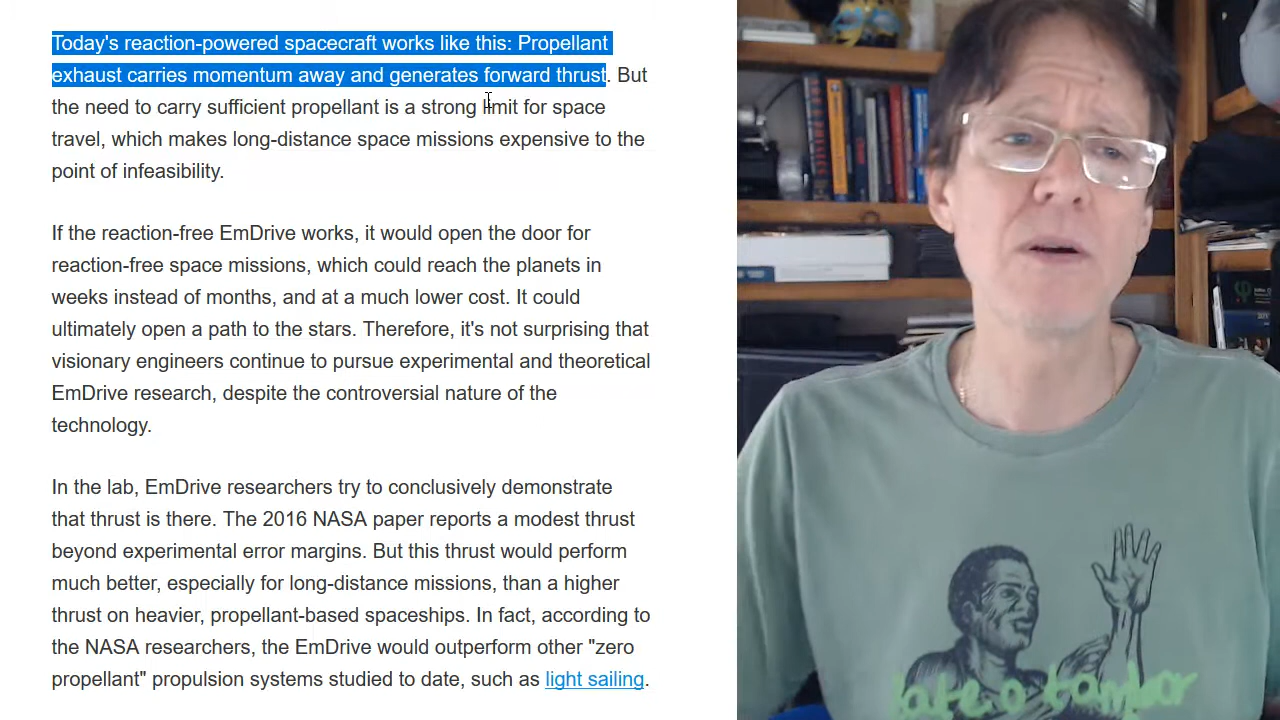 Today's reaction-powered spacecraft works like this: Propellant
exhaust carries momentum away and generates forward thrust. But
the need to carry sufficient propellant is a strong limit for space
travel, which makes long-distance space missions expensive to the
point of infeasibility.
If the reaction-free EmDrive works, it would open the door for
reaction-free space missions, which could reach the planets in
weeks instead of months, and at a much lower cost. It could
ultimately open a path to the stars. Therefore, it's not surprising that
visionary engineers continue to pursue experimental and theoretical
EmDrive research, despite the controversial nature of the
technology.
In the lab, EmDrive researchers try to conclusively demonstrate
that thrust is there. The 2016 NASA paper reports a modest thrust
beyond experimental error margins. But this thrust would perform
much better, especially for long-distance missions, than a higher
thrust on heavier, propellant-based spaceships. In fact, according to
the NASA researchers, the EmDrive would outperform other "zero
propellant" propulsion systems studied to date, such as light sailing.
bate o tambor